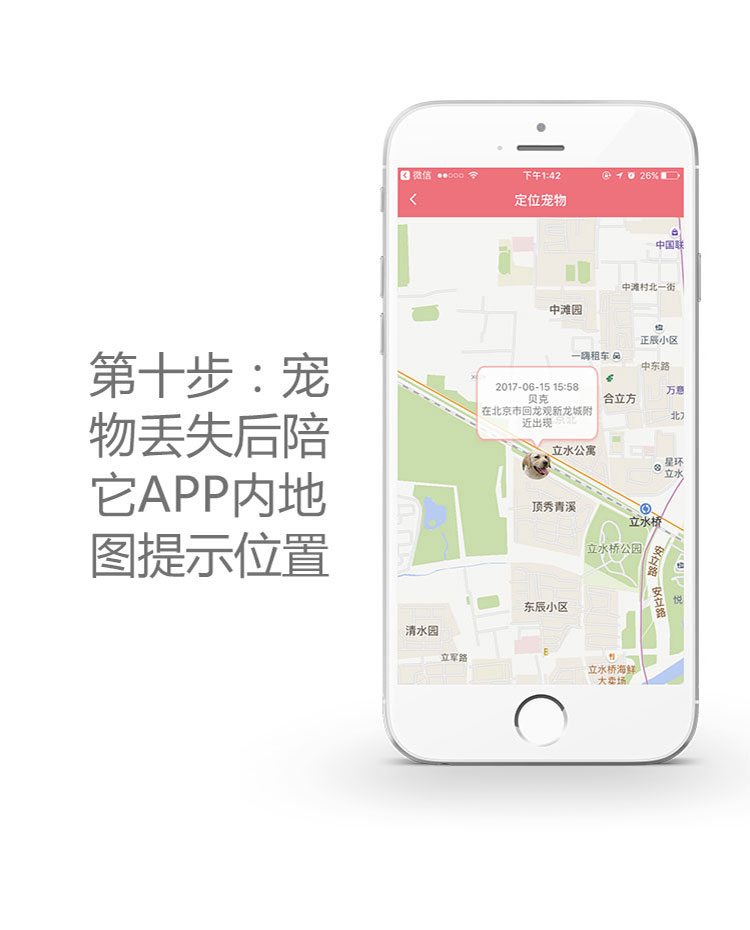 第十步：宠
物丢失后陪
它APP内地
图提示位置
微信 下午1:42 26%
定位宠物
中国联
中滩村北一街
中滩园
正辰小区
一嗨租车
中东路
万意
合立方
北方
2017-06-15 15:58
贝克
在北京市回龙观新龙城附
近出现
立水公寓
星环
立水
顶秀青溪
立水桥
立水桥公园
安立路
安立路
悦
东辰小区
清水园
立军路
E
立水桥海鲜
大卖场